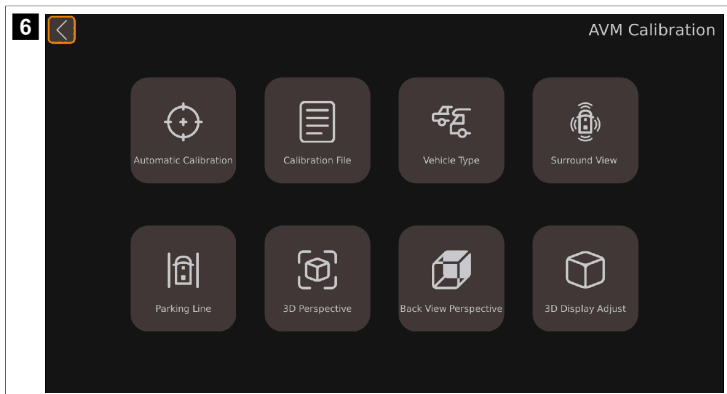 6
AVM Calibration
Automatic Calibration
Calibration File
Vehicle Type
Surround View
Parking Line
3D Perspective
Back View Perspective
3D Display Adjust